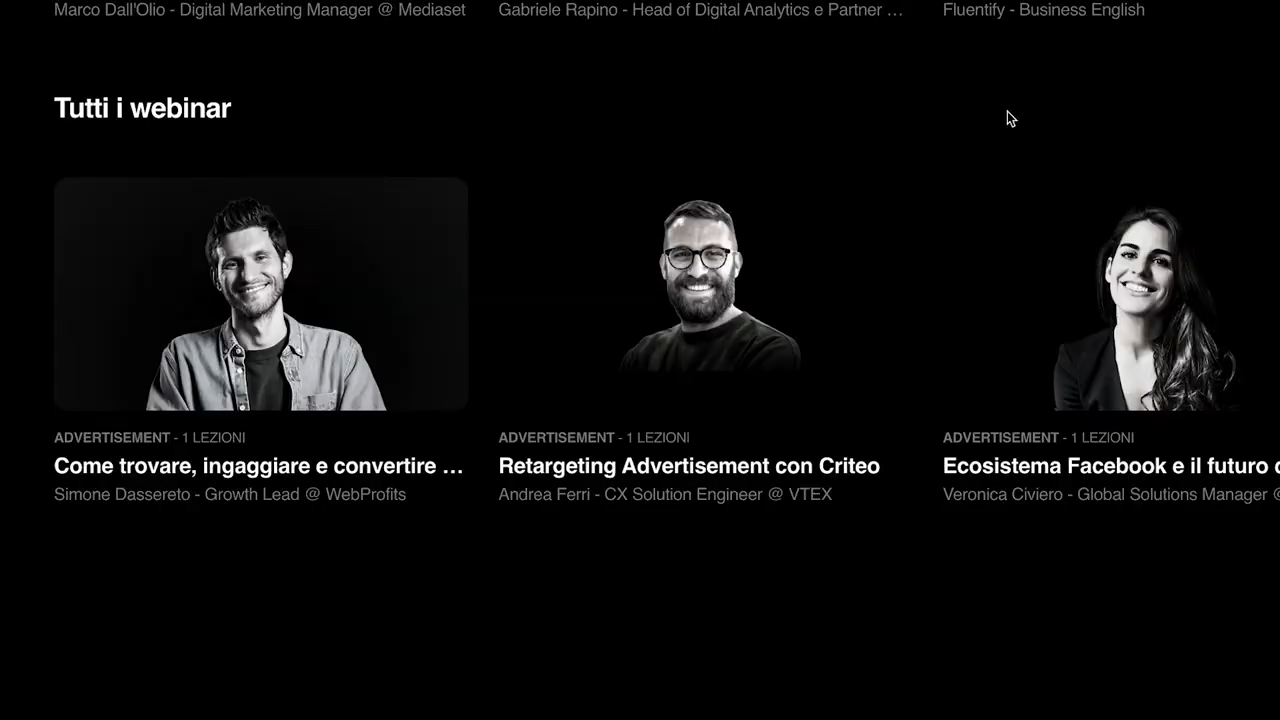 Marco Dall'Olio - Digital Marketing Manager @ Mediaset
Gabriele Rapino - Head of Digital Analytics e Partner …
Fluentify - Business English
Tutti i webinar
ADVERTISEMENT - 1 LEZIONI
Come trovare, ingaggiare e convertire …
Simone Dassereto - Growth Lead @ WebProfits
ADVERTISEMENT - 1 LEZIONI
Retargeting Advertisement con Criteo
Andrea Ferri - CX Solution Engineer @ VTEX
ADVERTISEMENT - 1 LEZIONI
Ecosistema Facebook e il futuro
Veronica Civiero - Global Solutions Manager @